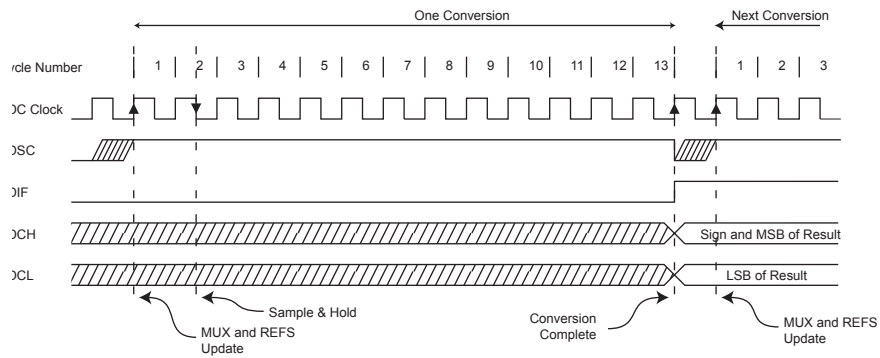 One Conversion
Next Conversion
ycle Number
1 2 3 4 5 6 7 8 9 10 11 12 13 1 2 3
DC Clock
DSC
DIF
DCH
Sign and MSB of Result
DCL
LSB of Result
Sample & Hold
MUX and REFS
Update
Conversion
Complete
MUX and REFS
Update